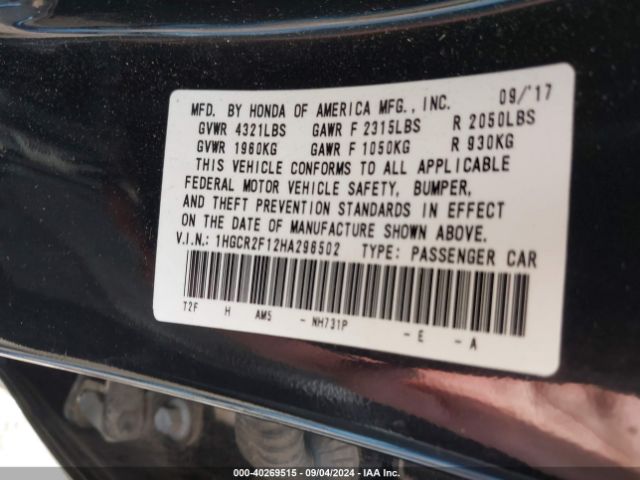 MFD. BY HONDA OF AMERICA MFG., INC. 09/'17
GVWR 4321LBS GAWR F 2315LBS R 2050LBS
GVWR 1960KG GAWR F 1050KG R 930KG
THIS VEHICLE CONFORMS TO ALL APPLICABLE
FEDERAL MOTOR VEHICLE SAFETY, BUMPER,
AND THEFT PREVENTION STANDARDS IN EFFECT
ON THE DATE OF MANUFACTURE SHOWN ABOVE.
V.I.N.: 1HGCR2F12HA296502 TYPE: PASSENGER CAR
T2F H AM5 - NH731P - E - A
000-40269515 - 09/04/2024 - IAA Inc.